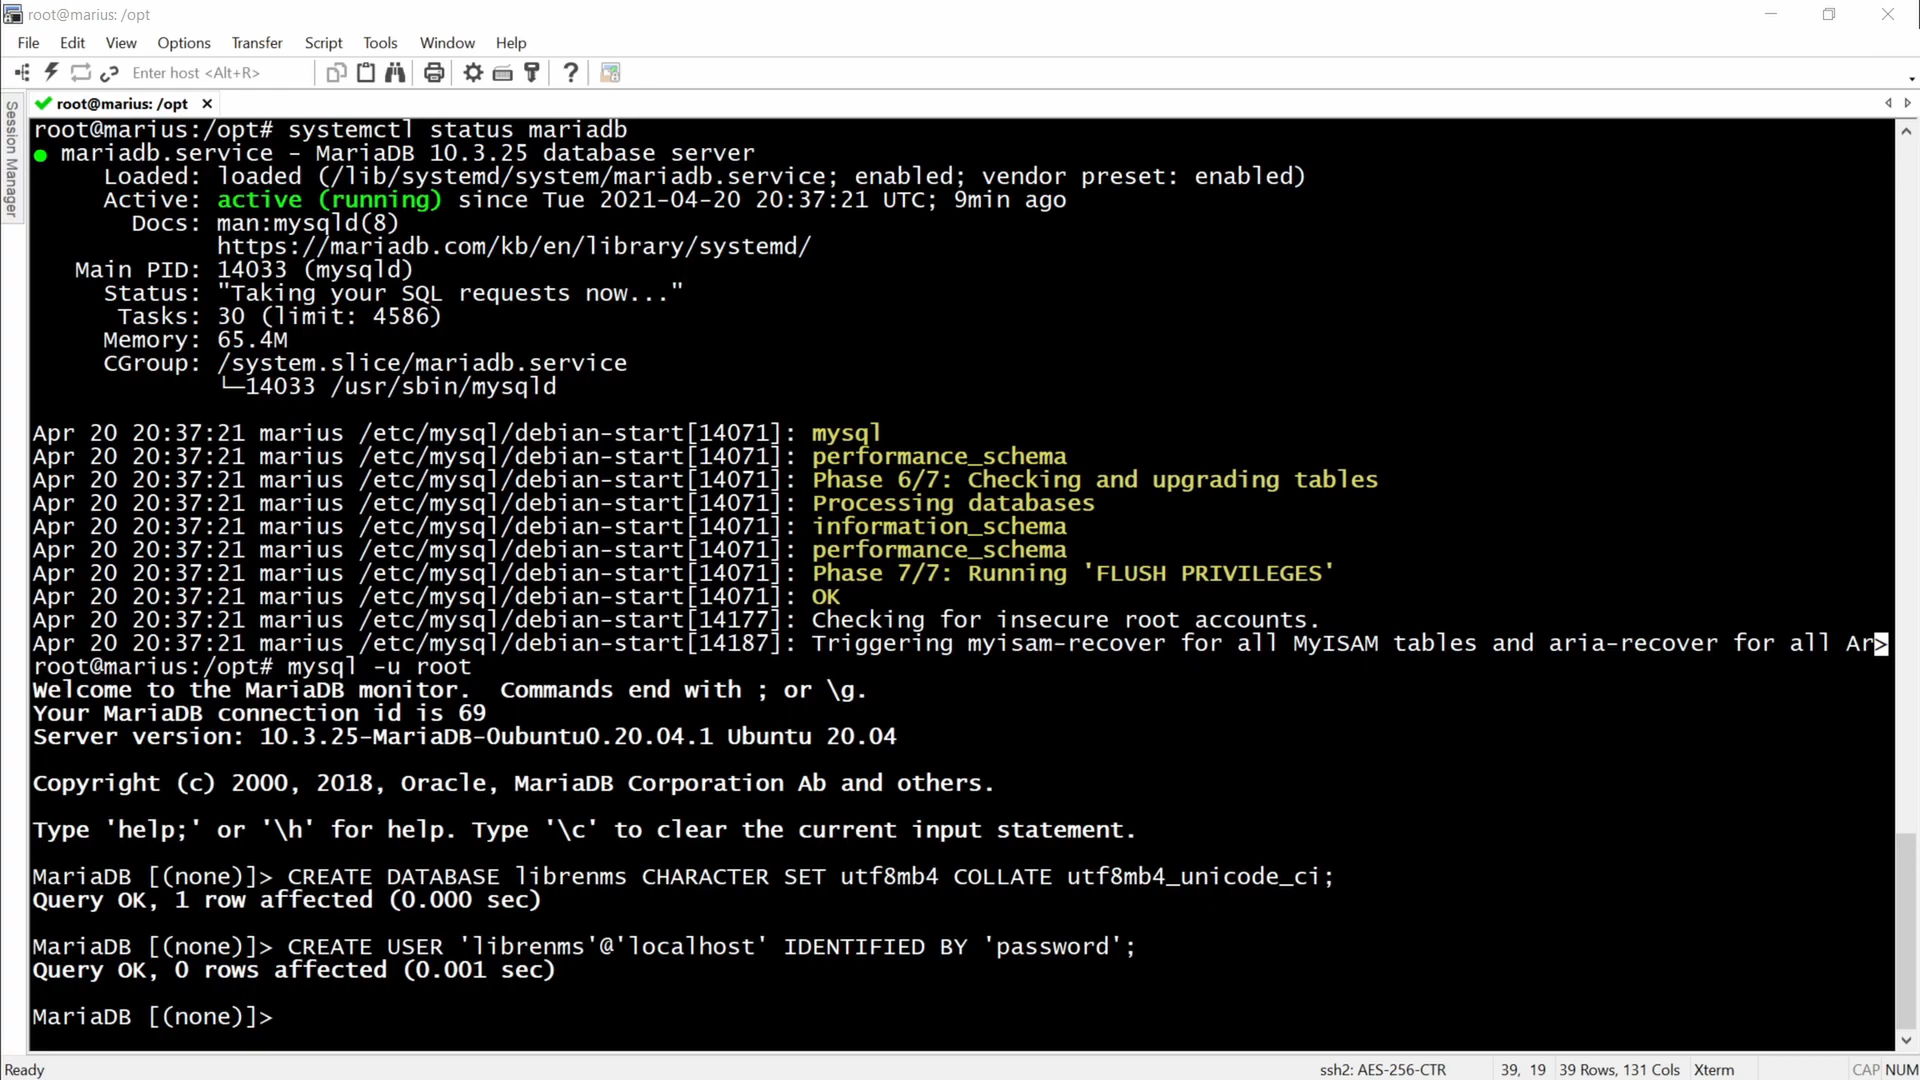 root@marius: /opt
File Edit View Options Transfer Script Tools Window Help
Enter host <Alt+R>
Session Manager
root@marius: /opt
root@marius:/opt# systemctl status mariadb
● mariadb.service - MariaDB 10.3.25 database server
Loaded: loaded (/lib/systemd/system/mariadb.service; enabled; vendor preset: enabled)
Active: active (running) since Tue 2021-04-20 20:37:21 UTC; 9min ago
Docs: man:mysqld(8)
https://mariadb.com/kb/en/library/systemd/
Main PID: 14033 (mysqld)
Status: "Taking your SQL requests now..."
Tasks: 30 (limit: 4586)
Memory: 65.4M
CGroup: /system.slice/mariadb.service
└─14033 /usr/sbin/mysqld
Apr 20 20:37:21 marius /etc/mysql/debian-start[14071]: mysql
Apr 20 20:37:21 marius /etc/mysql/debian-start[14071]: performance_schema
Apr 20 20:37:21 marius /etc/mysql/debian-start[14071]: Phase 6/7: Checking and upgrading tables
Apr 20 20:37:21 marius /etc/mysql/debian-start[14071]: Processing databases
Apr 20 20:37:21 marius /etc/mysql/debian-start[14071]: information_schema
Apr 20 20:37:21 marius /etc/mysql/debian-start[14071]: performance_schema
Apr 20 20:37:21 marius /etc/mysql/debian-start[14071]: Phase 7/7: Running 'FLUSH PRIVILEGES'
Apr 20 20:37:21 marius /etc/mysql/debian-start[14071]: OK
Apr 20 20:37:21 marius /etc/mysql/debian-start[14177]: Checking for insecure root accounts.
Apr 20 20:37:21 marius /etc/mysql/debian-start[14187]: Triggering myisam-recover for all MyISAM tables and aria-recover for all Ar>
root@marius:/opt# mysql -u root
Welcome to the MariaDB monitor.  Commands end with ; or \g.
Your MariaDB connection id is 69
Server version: 10.3.25-MariaDB-0ubuntu0.20.04.1 Ubuntu 20.04
Copyright (c) 2000, 2018, Oracle, MariaDB Corporation Ab and others.
Type 'help;' or '\h' for help. Type '\c' to clear the current input statement.
MariaDB [(none)]> CREATE DATABASE librenms CHARACTER SET utf8mb4 COLLATE utf8mb4_unicode_ci;
Query OK, 1 row affected (0.000 sec)
MariaDB [(none)]> CREATE USER 'librenms'@'localhost' IDENTIFIED BY 'password';
Query OK, 0 rows affected (0.001 sec)
MariaDB [(none)]>
Ready ssh2: AES-256-CTR 39, 19 39 Rows, 131 Cols Xterm CAP NUM